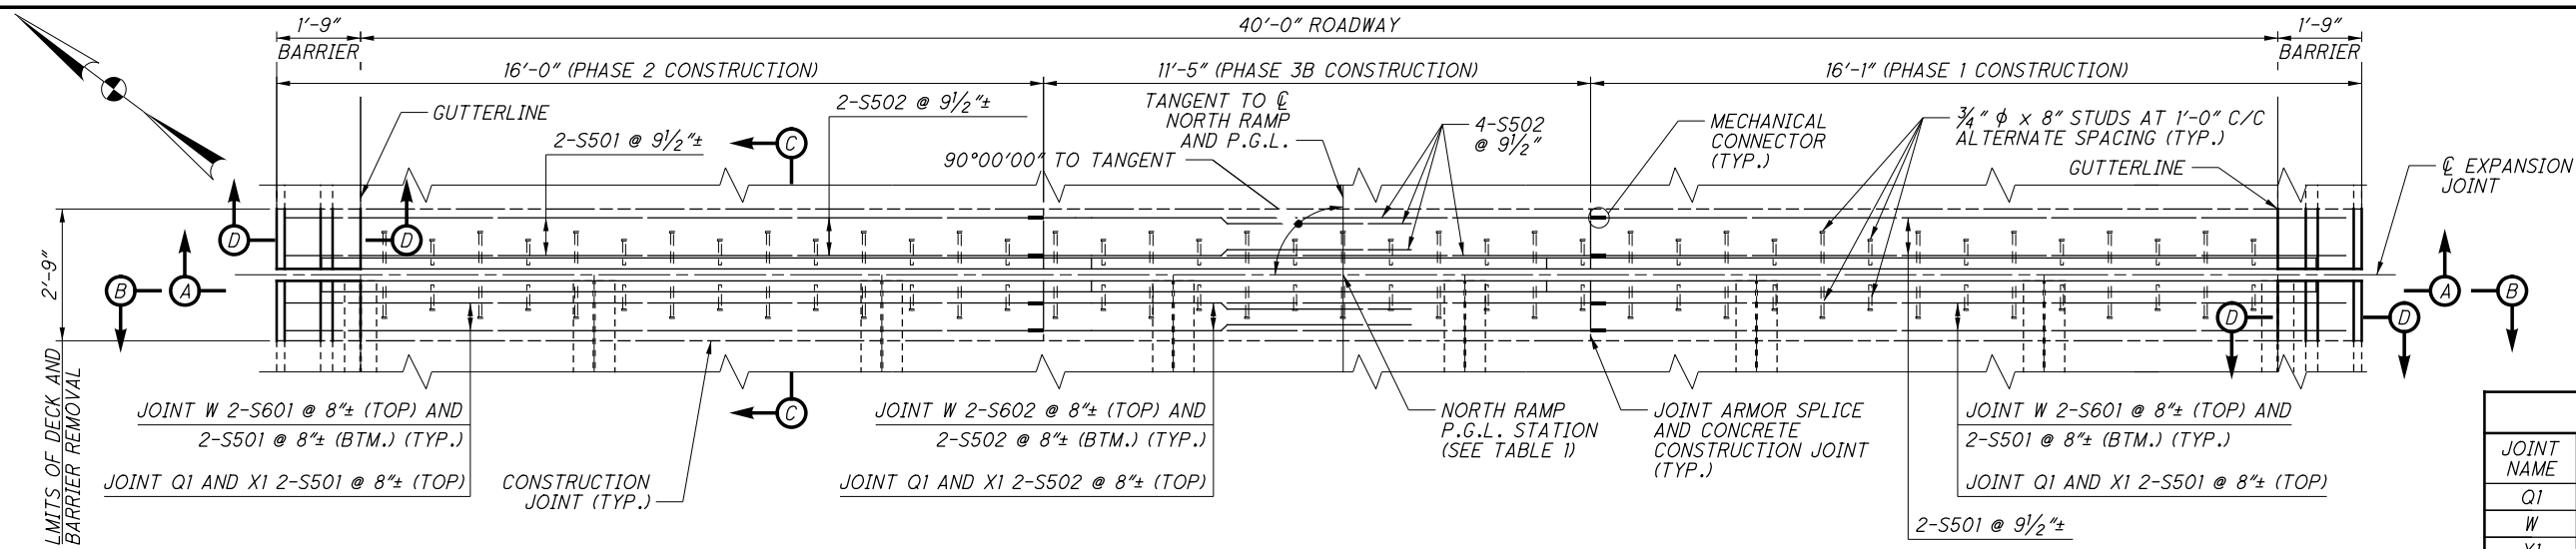 1'-9"
40'-0" ROADWAY
1'-9"
BARRIER
BARRIER
16'-0" (PHASE 2 CONSTRUCTION)
11'-5" (PHASE 3B CONSTRUCTION)
16'-1" (PHASE 1 CONSTRUCTION)
GUTTERLINE
2-S501 @ 9½"±
C
2-S502 @ 9½"±
TANGENT TO ℄
NORTH RAMP
AND P.G.L.
90°00'00" TO TANGENT
4-S502
@ 9½"
MECHANICAL
CONNECTOR
(TYP.)
¾" ϕ x 8" STUDS AT 1'-0" C/C
ALTERNATE SPACING (TYP.)
GUTTERLINE
℄ EXPANSION
JOINT
2'-9"
D
D
B
A
A
B
D
D
LIMITS OF DECK AND
BARRIER REMOVAL
JOINT W 2-S601 @ 8"± (TOP) AND
2-S501 @ 8"± (BTM.) (TYP.)
JOINT Q1 AND X1 2-S501 @ 8"± (TOP)
CONSTRUCTION
JOINT (TYP.)
C
JOINT W 2-S602 @ 8"± (TOP) AND
2-S502 @ 8"± (BTM.) (TYP.)
JOINT Q1 AND X1 2-S502 @ 8"± (TOP)
NORTH RAMP
P.G.L. STATION
(SEE TABLE 1)
JOINT ARMOR SPLICE
AND CONCRETE
CONSTRUCTION JOINT
(TYP.)
JOINT W 2-S601 @ 8"± (TOP) AND
2-S501 @ 8"± (BTM.) (TYP.)
JOINT Q1 AND X1 2-S501 @ 8"± (TOP)
2-S501 @ 9½"±
JOINT
NAME
Q1
W
X1